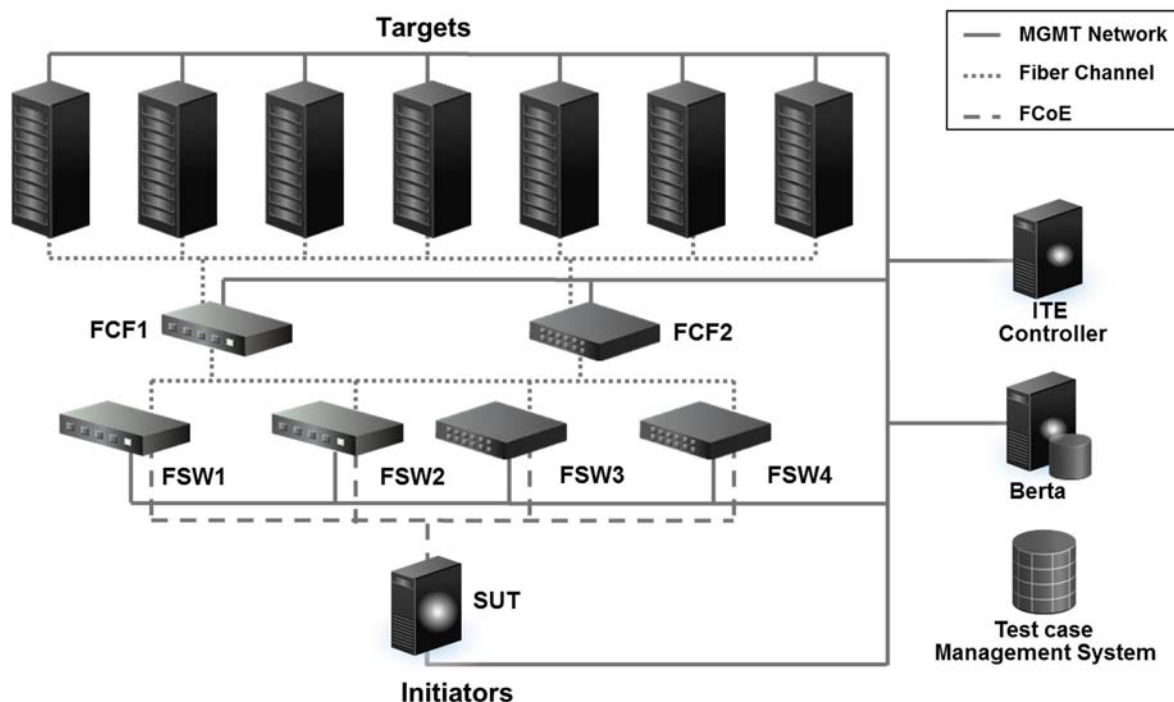 Targets
MGMT Network
Fiber Channel
FCoE
ITE
Controller
FCF1
FCF2
Berta
FSW1
FSW2
FSW3
FSW4
SUT
Test case
Management System
Initiators